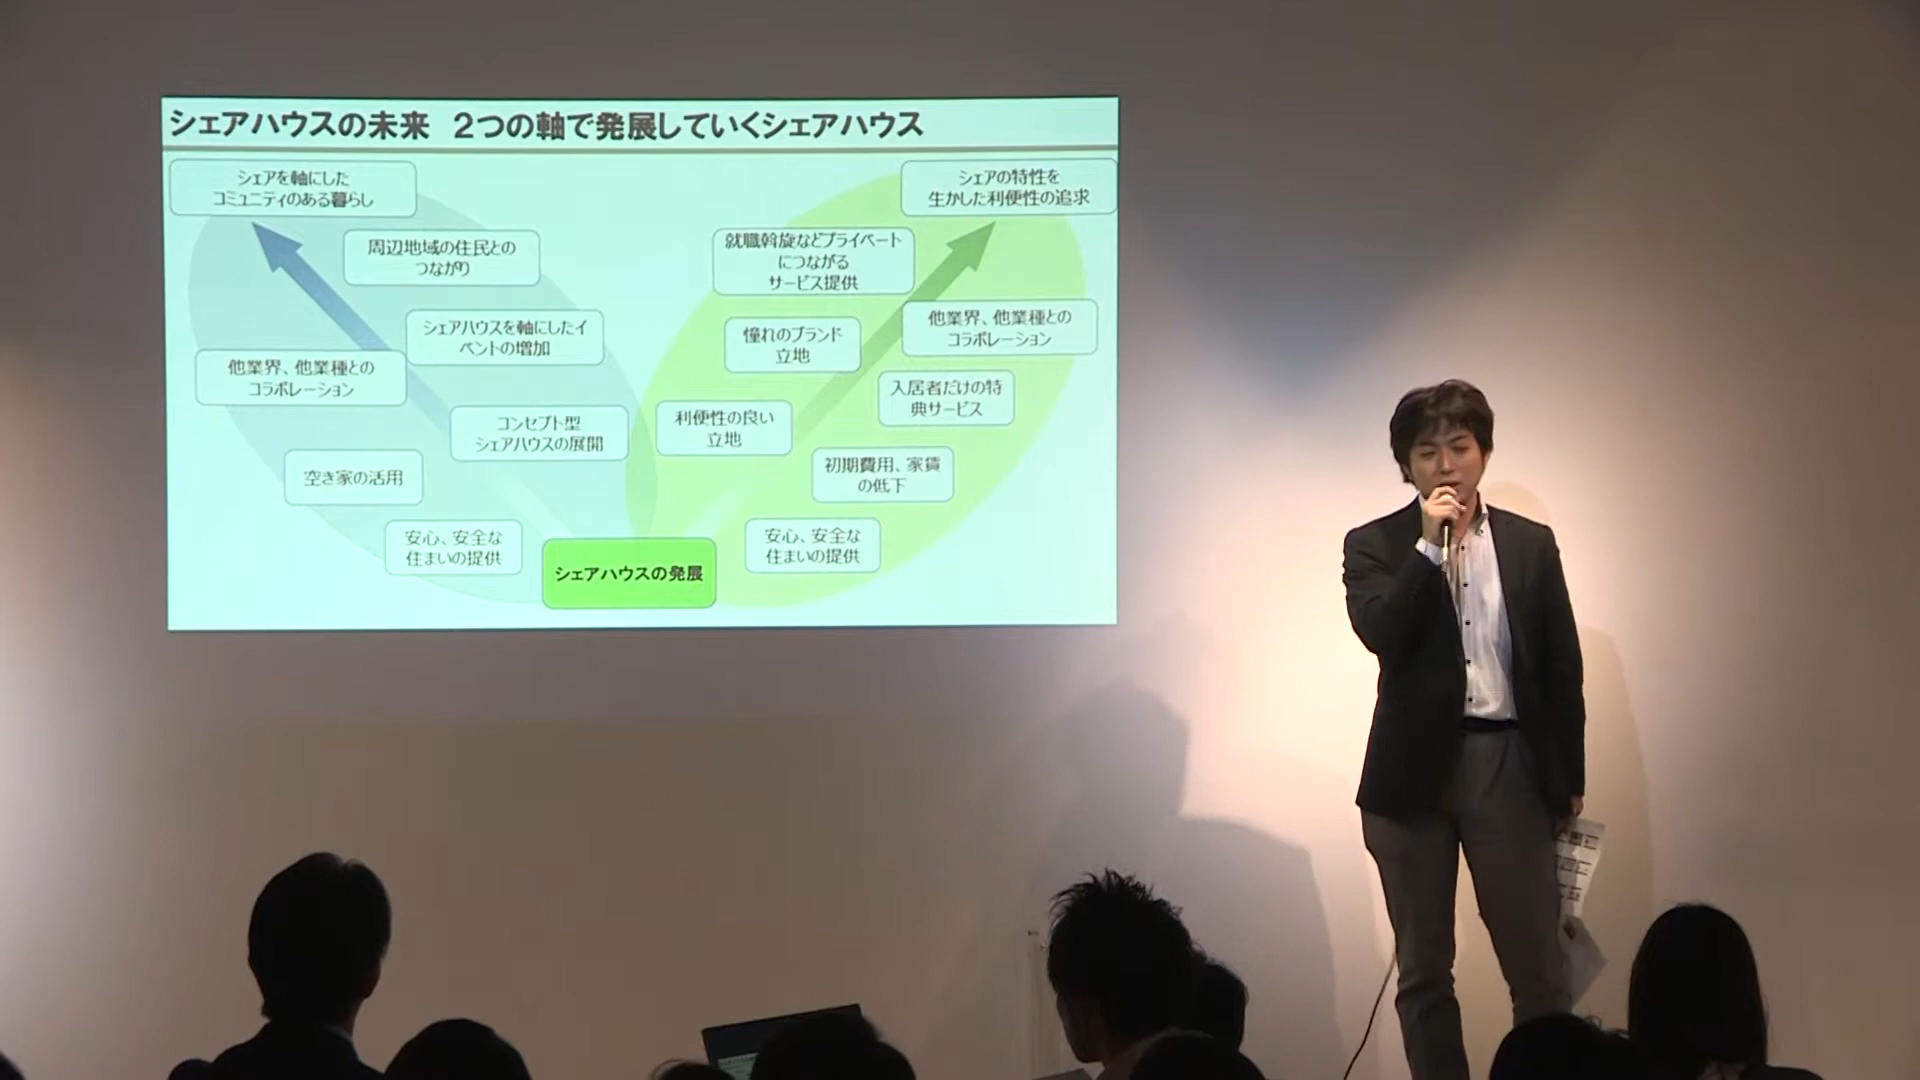 シェアハウスの未来　２つの軸で発展していくシェアハウス
シェアを軸にした
コミュニティのある暮らし
周辺地域の住民との
つながり
シェアハウスを軸にしたイ
ベントの増加
他業界、他業種との
コラボレーション
コンセプト型
シェアハウスの展開
空き家の活用
安心、安全な
住まいの提供
シェアハウスの発展
シェアの特性を
生かした利便性の追求
就職斡旋などプライベート
につながる
サービス提供
憧れのブランド
立地
他業界、他業種との
コラボレーション
入居者だけの特
典サービス
利便性の良い
立地
初期費用、家賃
の低下
安心、安全な
住まいの提供